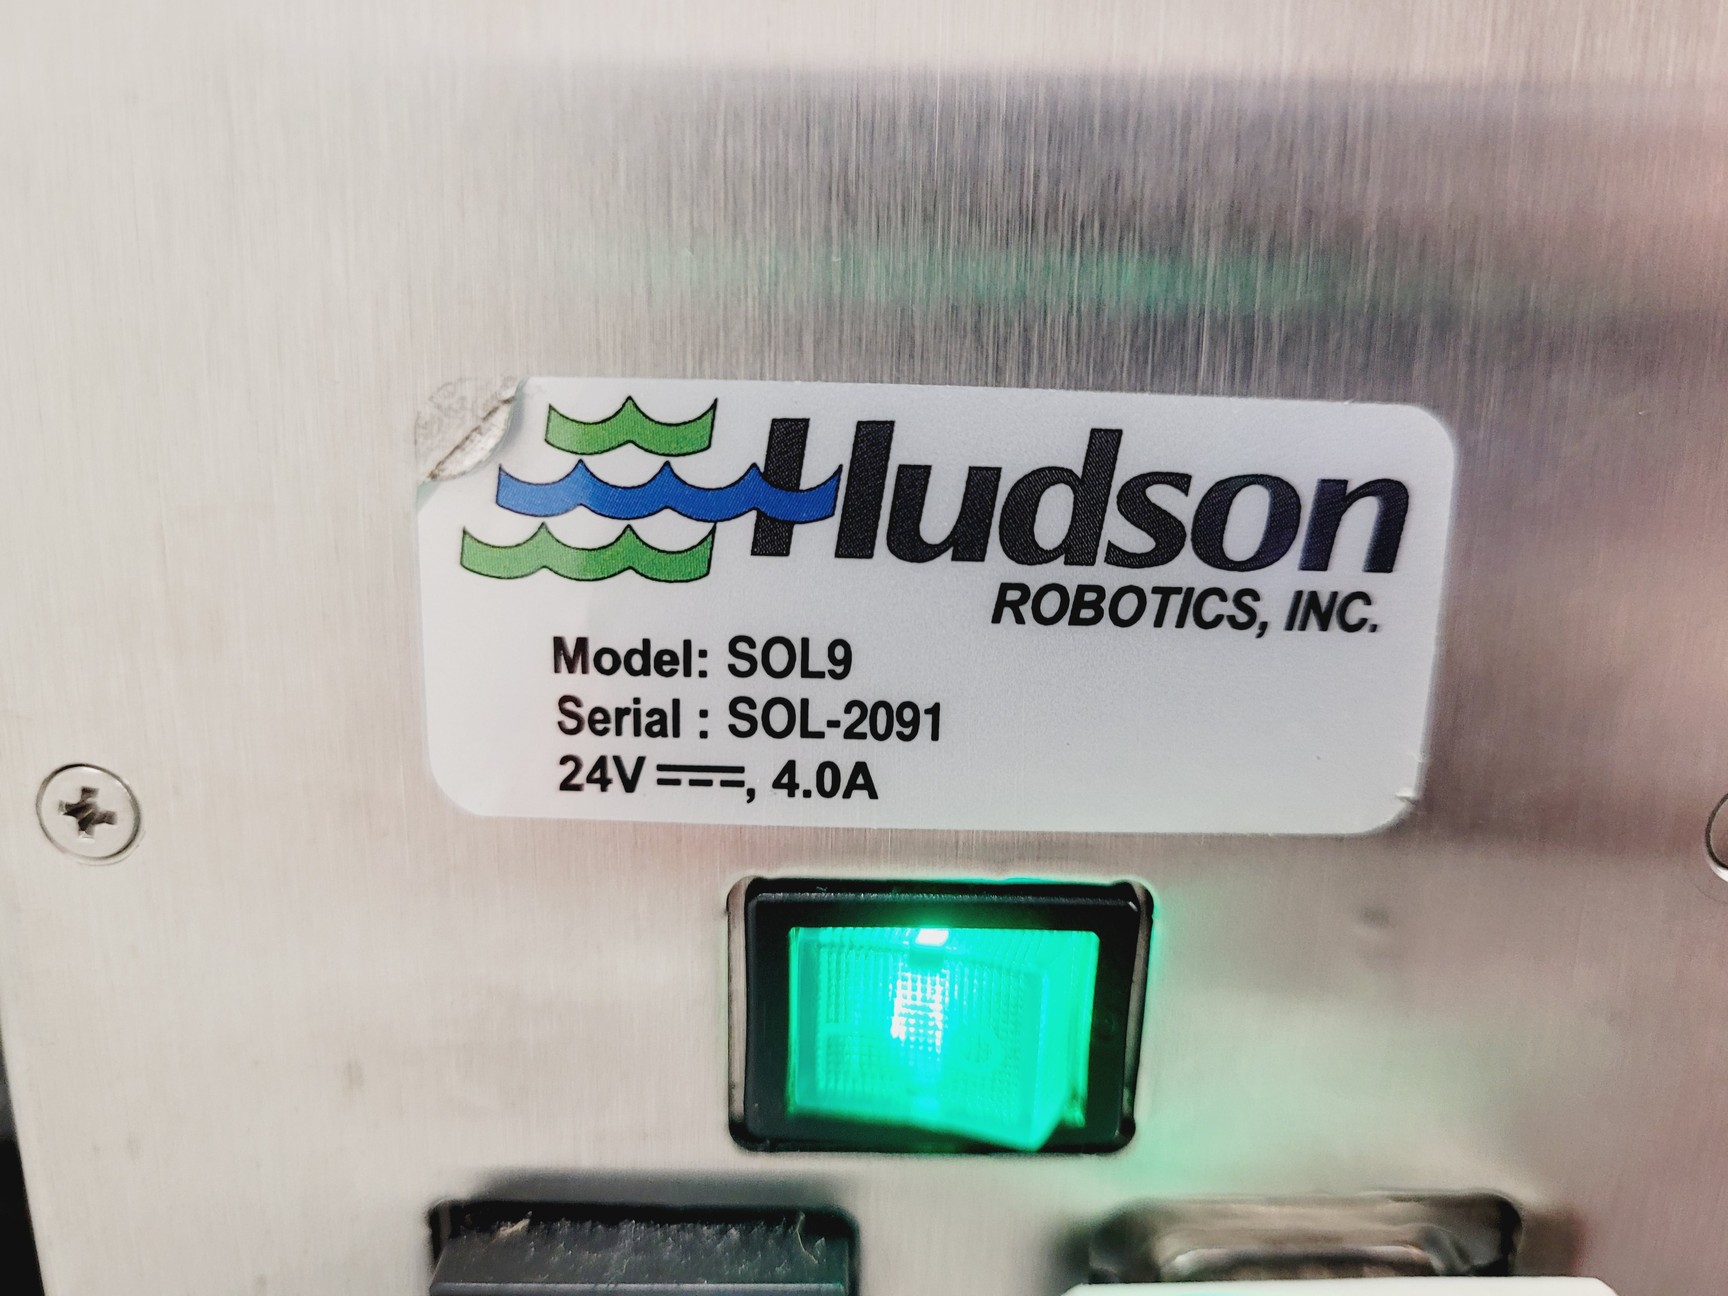 Hudson
ROBOTICS, INC.
Model: SOL9
Serial : SOL-2091
24V ⎓, 4.0A